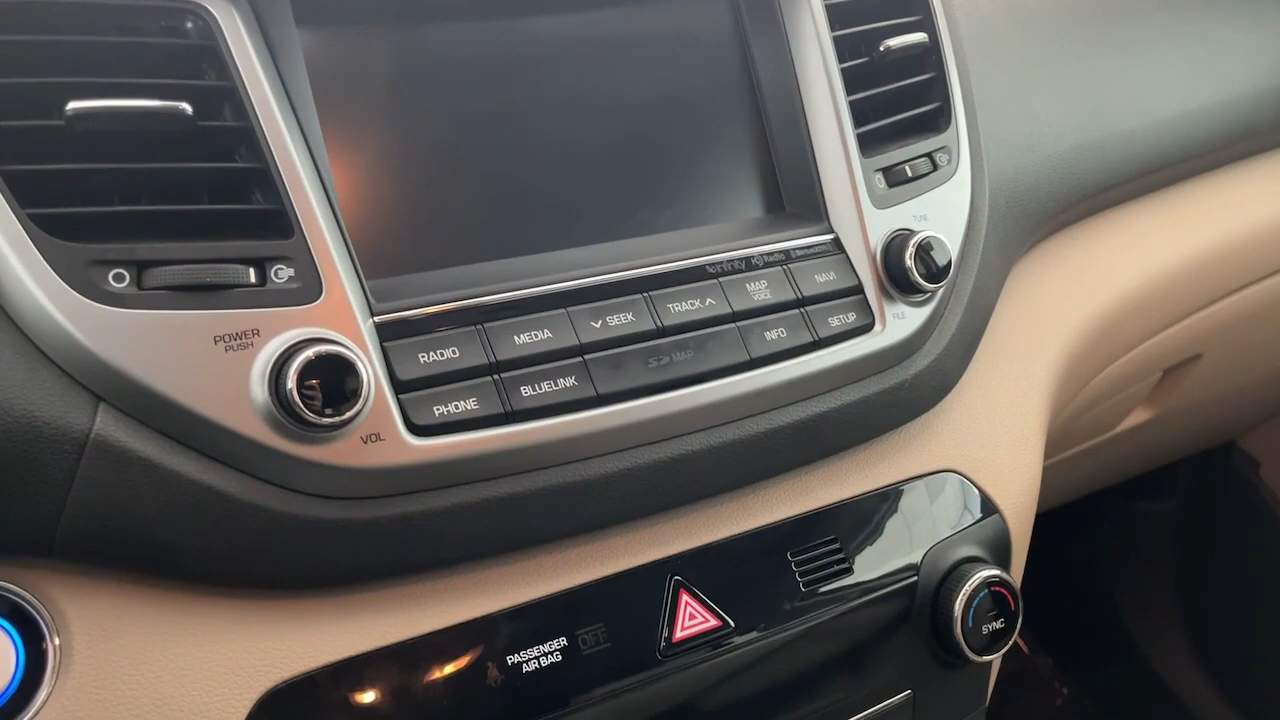 TUNE
Infinity HD Radio SiriusXM
POWER
PUSH
VOL
RADIO
MEDIA
SEEK
TRACK
MAP
VOICE
NAVI
PHONE
BLUELINK
SD MAP
INFO
SETUP
FILE
PASSENGER
AIR BAG
OFF
SYNC